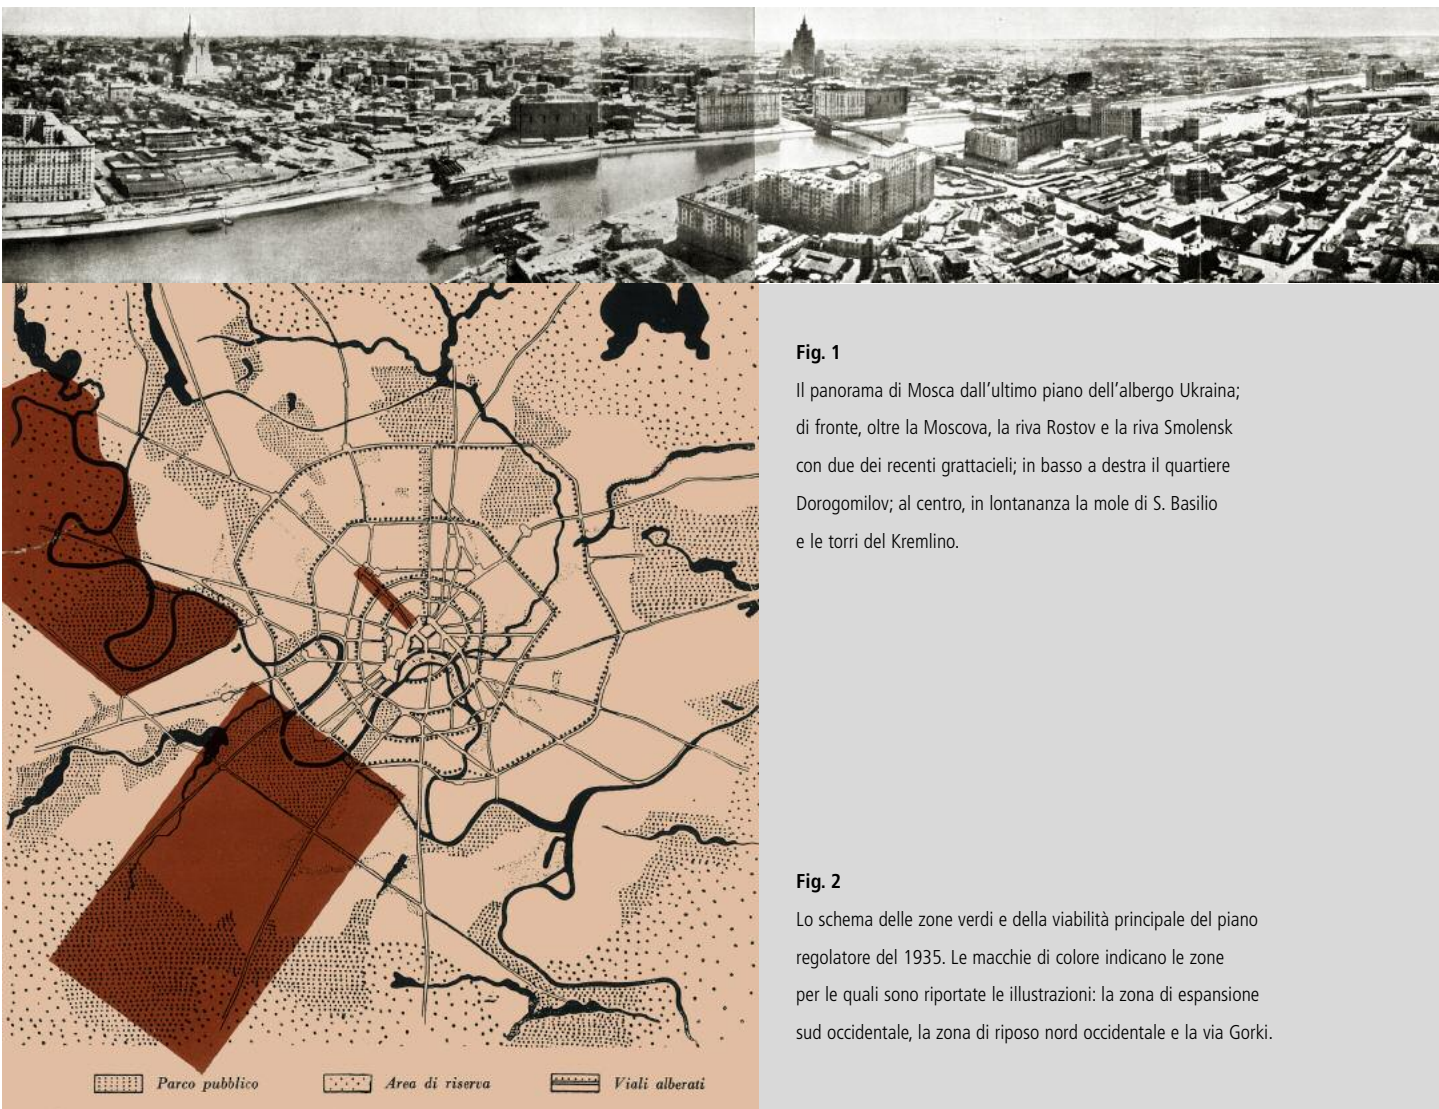 Fig. 1
Il panorama di Mosca dall’ultimo piano dell’albergo Ukraina;
di fronte, oltre la Moscova, la riva Rostov e la riva Smolensk
con due dei recenti grattacieli; in basso a destra il quartiere
Dorogomilov; al centro, in lontananza la mole di S. Basilio
e le torri del Kremlino.
Fig. 2
Lo schema delle zone verdi e della viabilità principale del piano
regolatore del 1935. Le macchie di colore indicano le zone
per le quali sono riportate le illustrazioni: la zona di espansione
sud occidentale, la zona di riposo nord occidentale e la via Gorki.
Parco pubblico Area di riserva Viali alberati